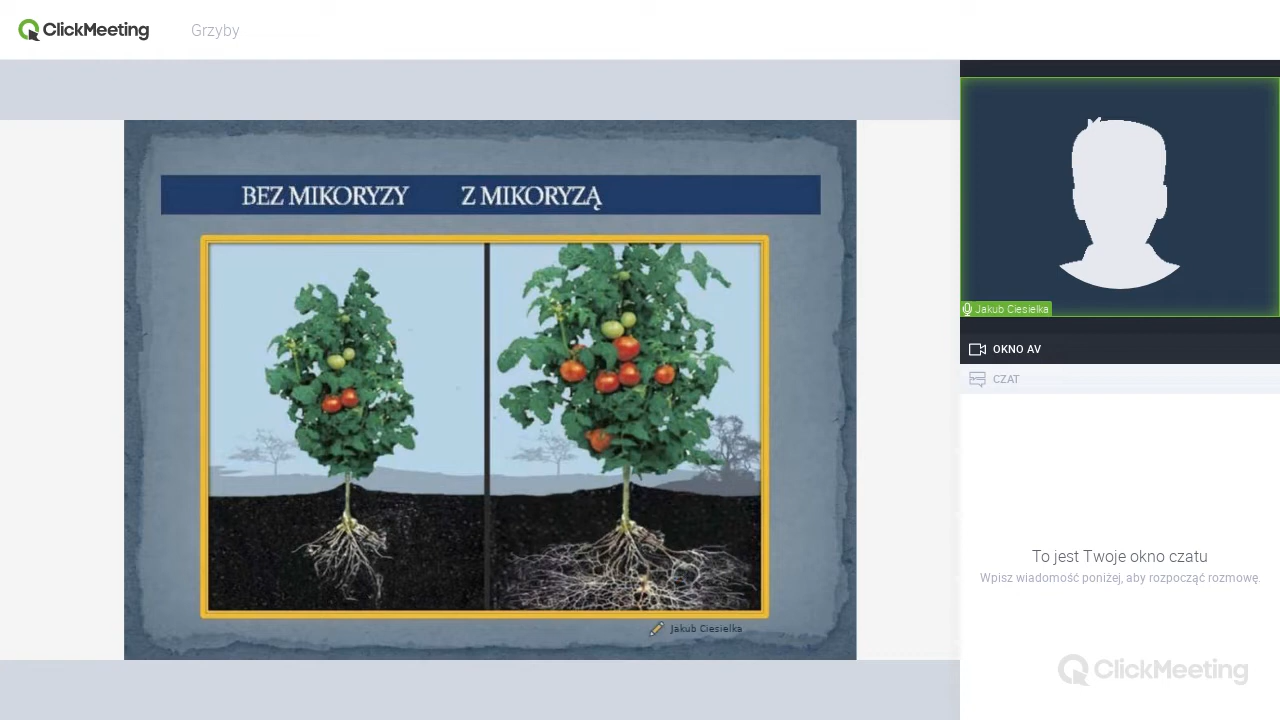 ClickMeeting
Grzyby
BEZ MIKORYZY Z MIKORYZĄ
Jakub Ciesielka
Jakub Ciesielka
OKNO AV
CZAT
To jest Twoje okno czatu
Wpisz wiadomość poniżej, aby rozpocząć rozmowę.
ClickMeeting